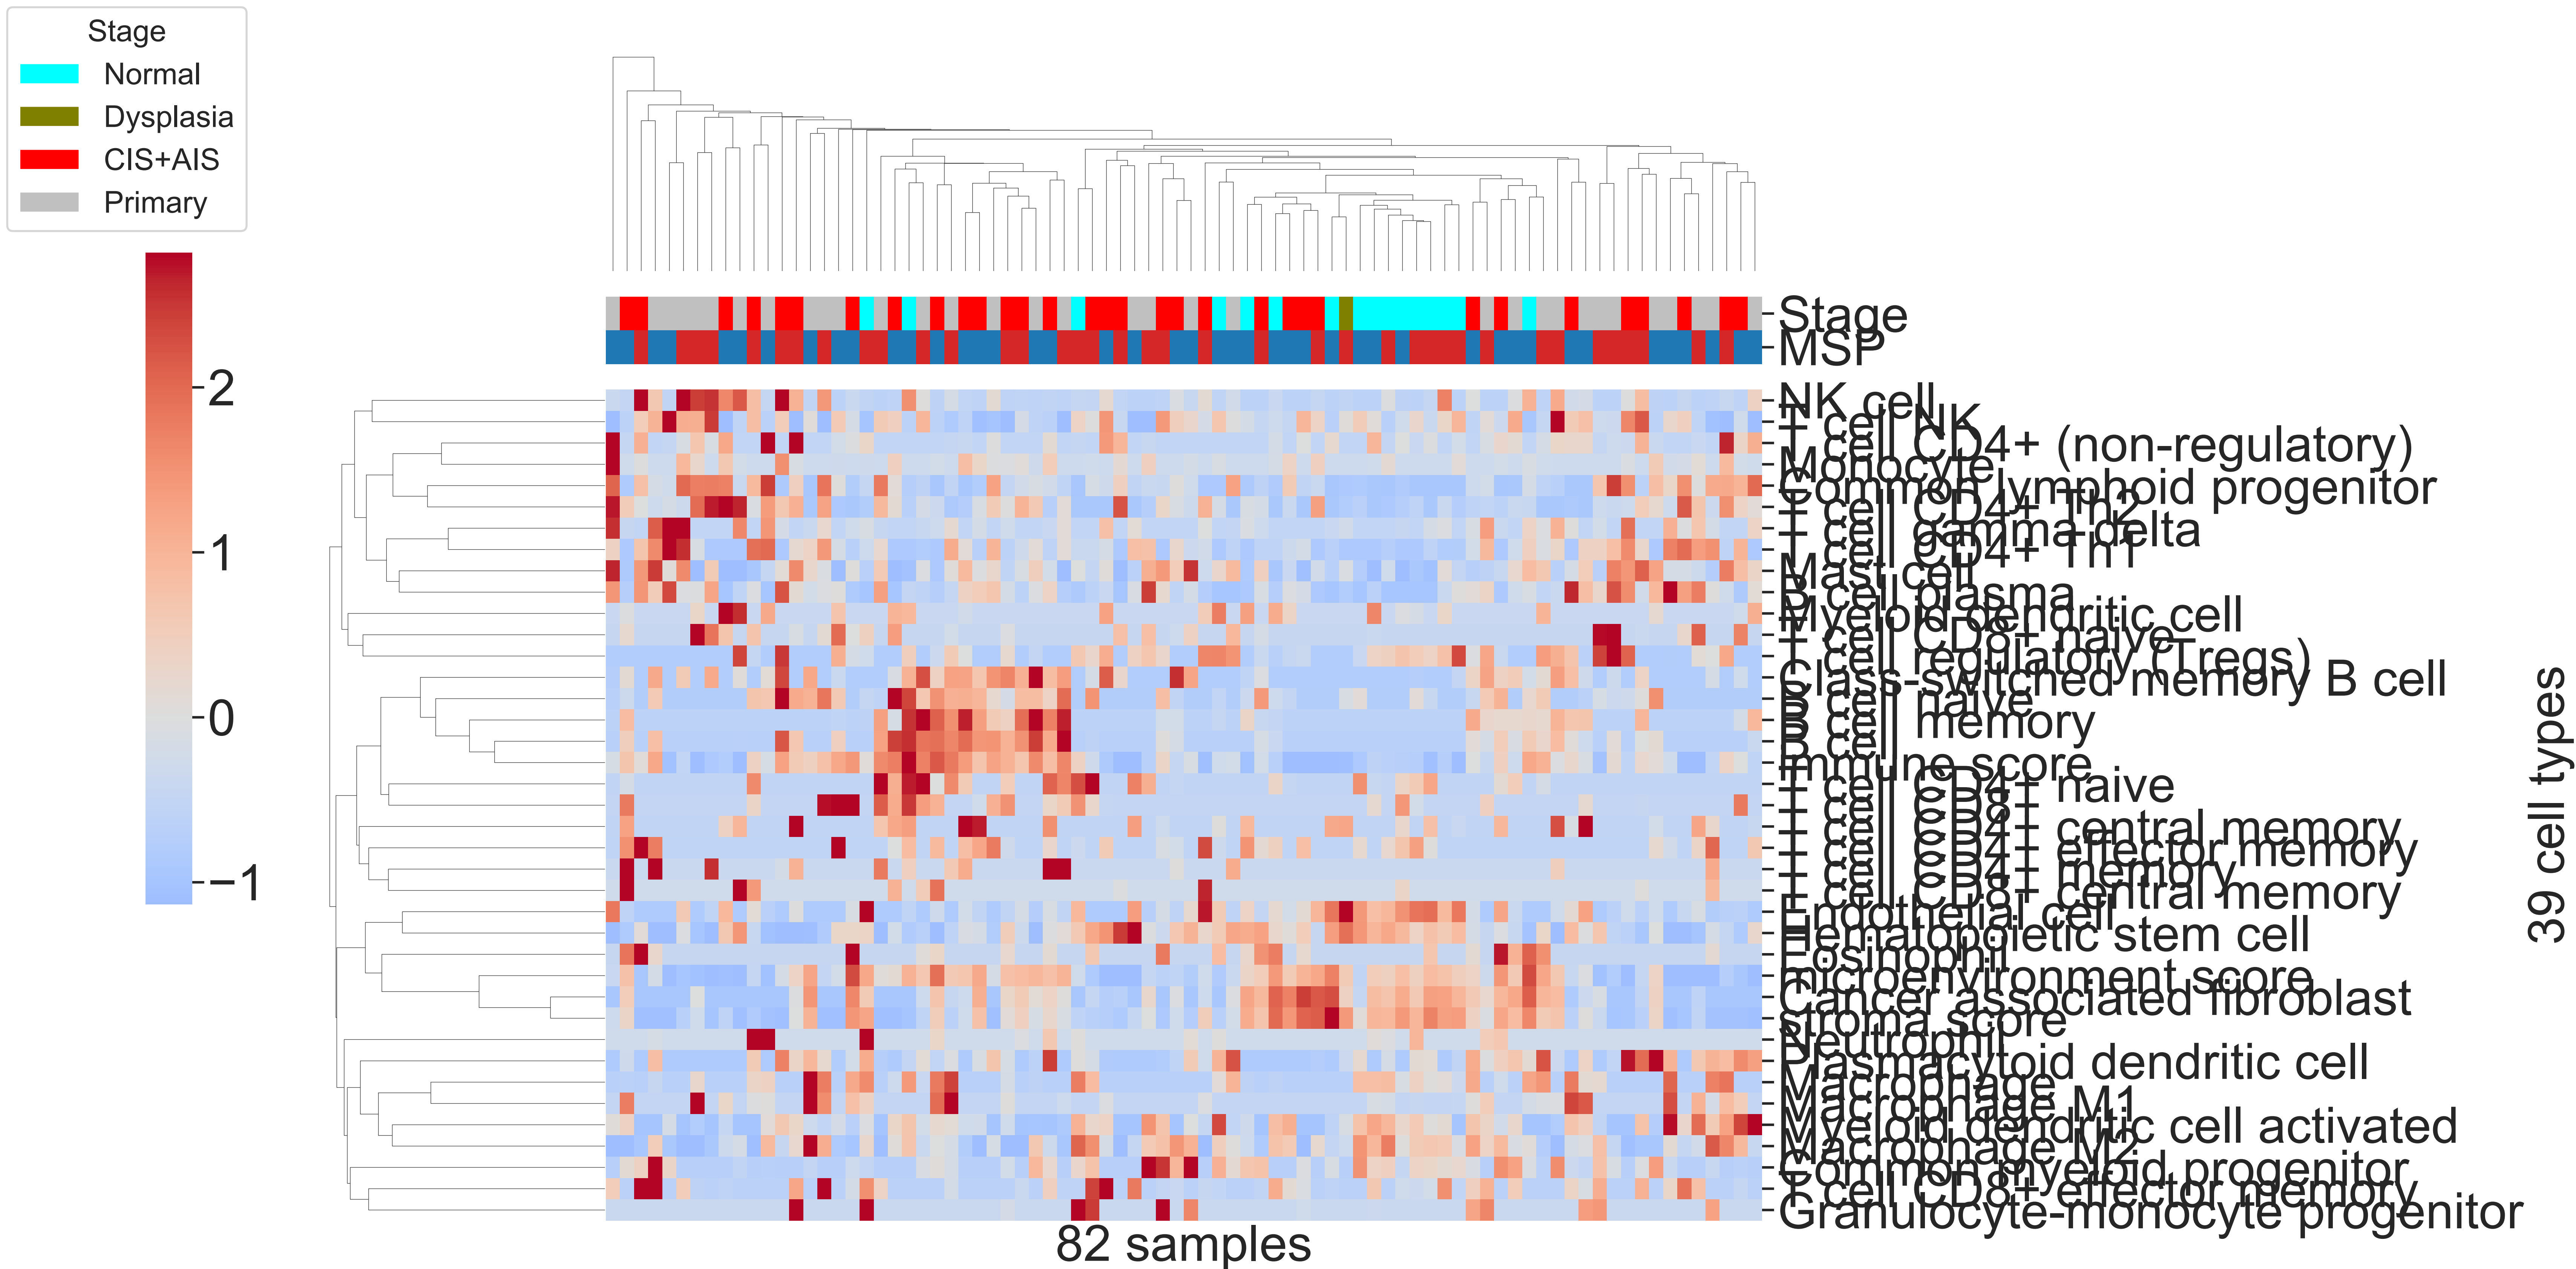 Stage
Normal
Dysplasia
CIS+AIS
Primary
2
1
0
−1
Stage
MSP
NK cell
T cell NK
T cell CD4+ (non-regulatory)
Monocyte
Common lymphoid progenitor
T cell CD4+ Th2
T cell gamma delta
T cell CD4+ Th1
Mast cell
B cell plasma
Myeloid dendritic cell
T cell CD8+ naive
T cell regulatory (Tregs)
Class-switched memory B cell
B cell naive
B cell memory
B cell
immune score
T cell CD4+ naive
T cell CD8+
T cell CD4+ central memory
T cell CD4+ effector memory
T cell CD4+ memory
T cell CD8+ central memory
Endothelial cell
Hematopoietic stem cell
Eosinophil
microenvironment score
Cancer associated fibroblast
stroma score
Neutrophil
Plasmacytoid dendritic cell
Macrophage
Macrophage M1
Myeloid dendritic cell activated
Macrophage M2
Common myeloid progenitor
T cell CD8+ effector memory
Granulocyte-monocyte progenitor
39 cell types
82 samples